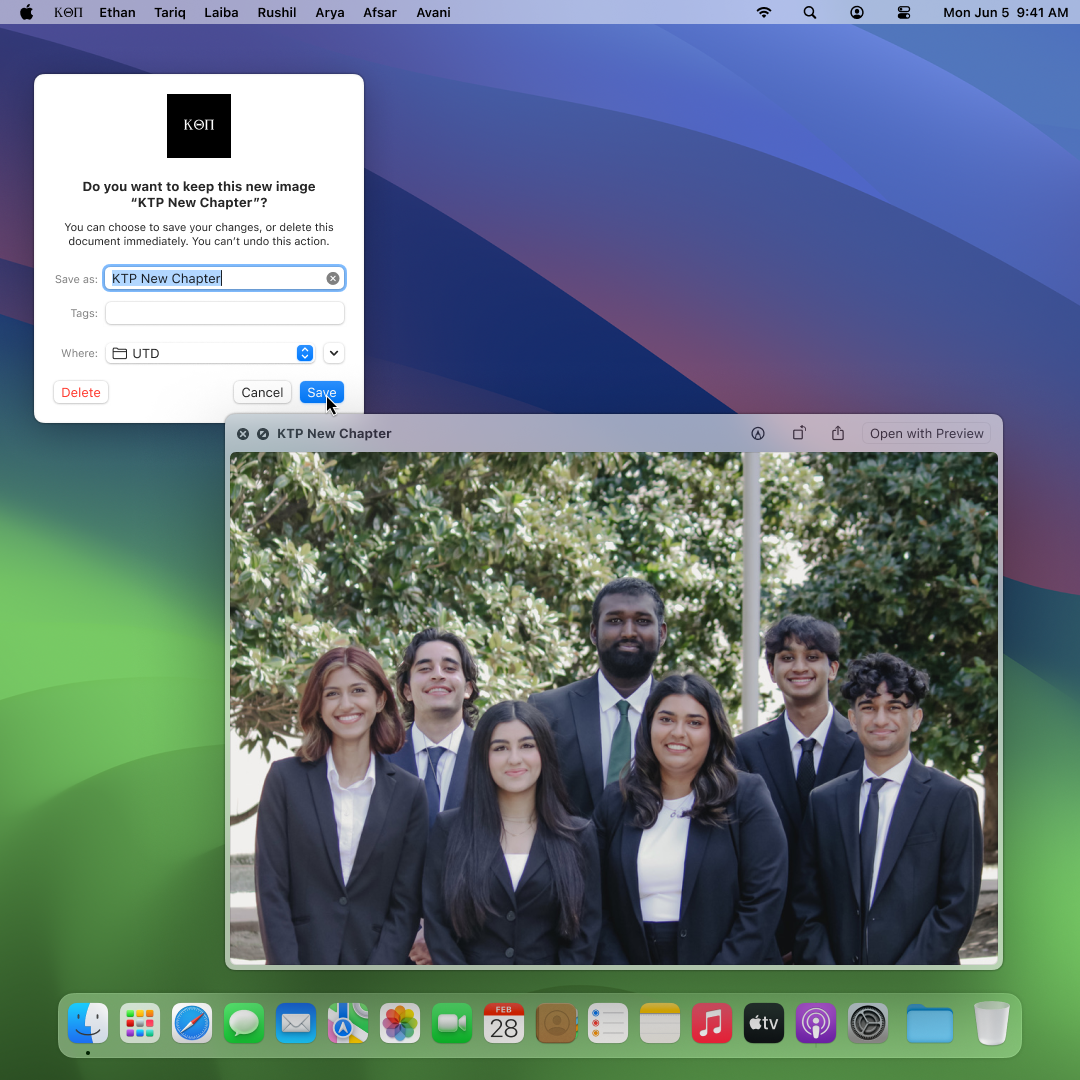 ΚΘΠ Ethan Tariq Laiba Rushil Arya Afsar Avani Mon Jun 5 9:41 AM
ΚΘΠ
Do you want to keep this new image
“KTP New Chapter”?
You can choose to save your changes, or delete this
document immediately. You can’t undo this action.
Save as: KTP New Chapter
Tags:
Where: UTD
Delete Cancel Save
KTP New Chapter Open with Preview
FEB
28
tv